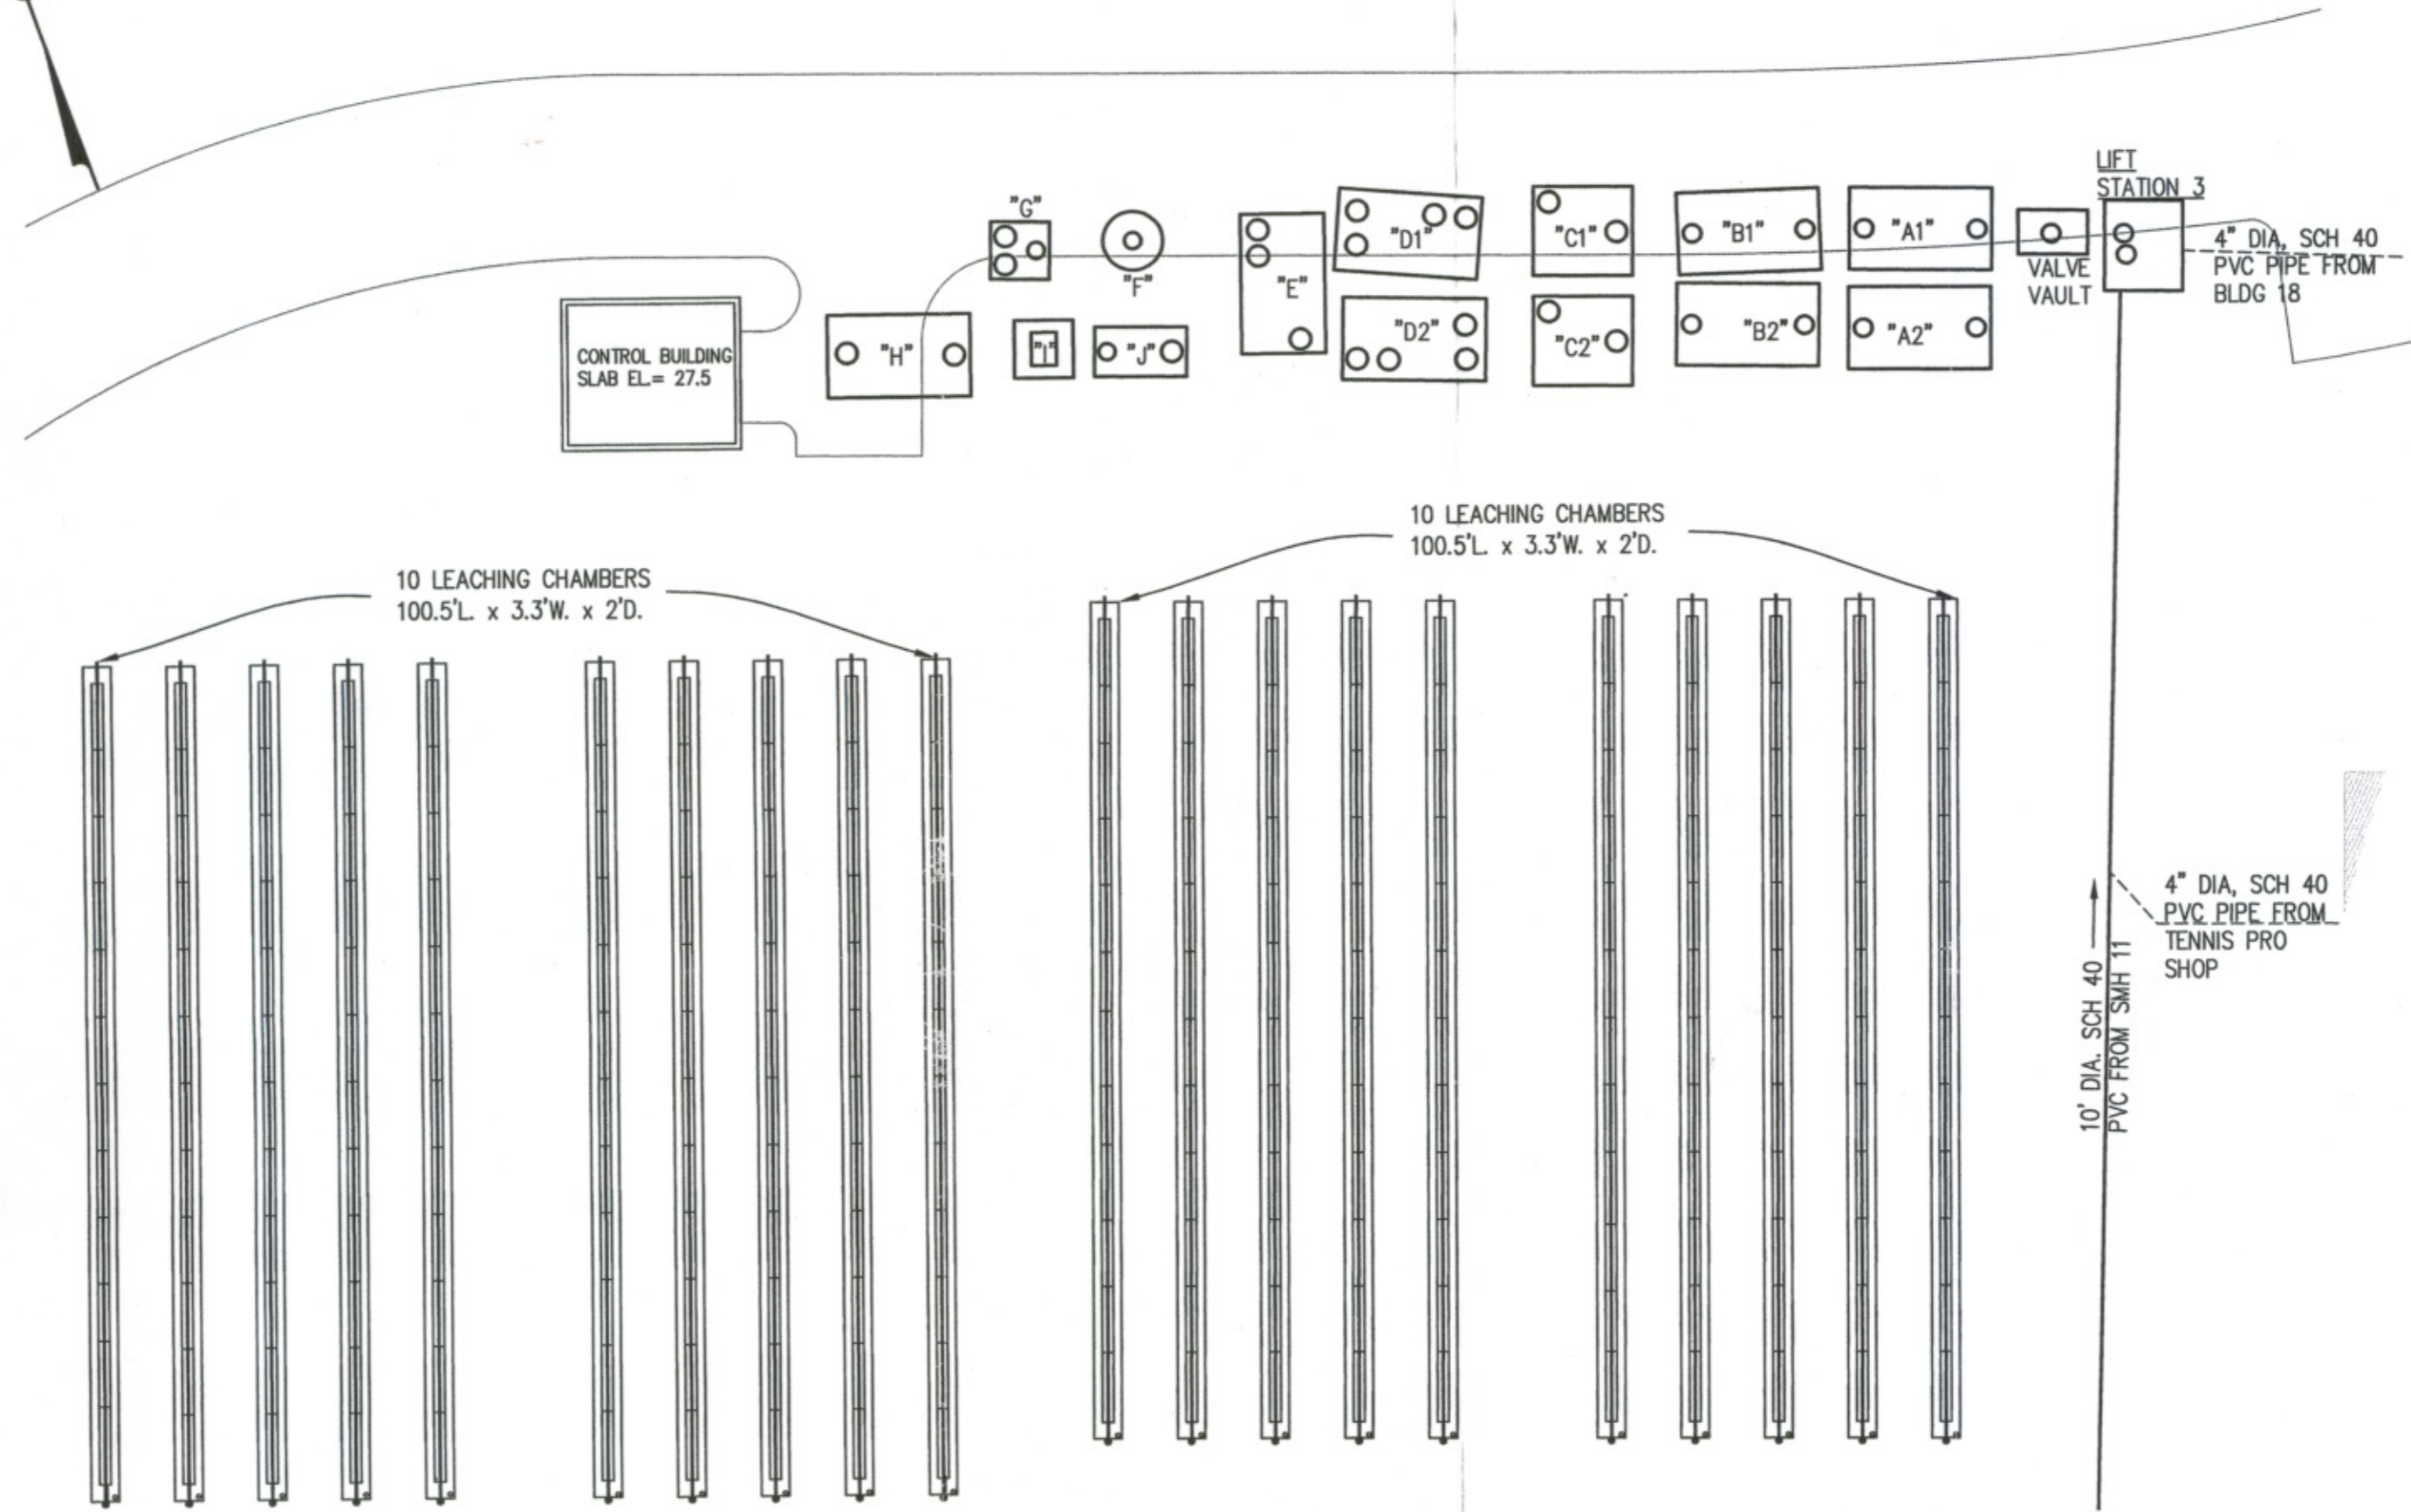 LIFT
STATION 3
"G"
"F"
"E"
"D1"
"C1"
"B1"
"A1"
4" DIA, SCH 40
PVC PIPE FROM
BLDG 18
VALVE
VAULT
CONTROL BUILDING
SLAB EL.= 27.5
"H"
"I"
"J"
"D2"
"C2"
"B2"
"A2"
10 LEACHING CHAMBERS
100.5'L. x 3.3'W. x 2'D.
10 LEACHING CHAMBERS
100.5'L. x 3.3'W. x 2'D.
4" DIA, SCH 40
PVC PIPE FROM
TENNIS PRO
SHOP
10' DIA. SCH 40
PVC FROM SMH 11